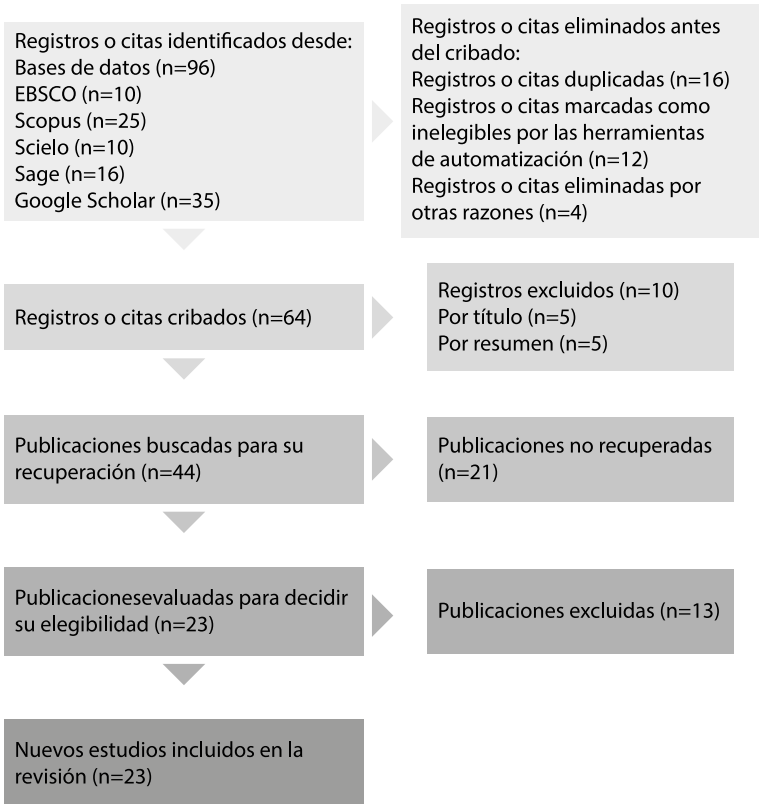 Registros o citas identificados desde:
Bases de datos (n=96)
EBSCO (n=10)
Scopus (n=25)
Scielo (n=10)
Sage (n=16)
Google Scholar (n=35)
Registros o citas eliminados antes
del cribado:
Registros o citas duplicadas (n=16)
Registros o citas marcadas como
inelegibles por las herramientas
de automatización (n=12)
Registros o citas eliminadas por
otras razones (n=4)
Registros o citas cribados (n=64)
Registros excluidos (n=10)
Por título (n=5)
Por resumen (n=5)
Publicaciones buscadas para su
recuperación (n=44)
Publicaciones no recuperadas
(n=21)
Publicacionesevaluadas para decidir
su elegibilidad (n=23)
Publicaciones excluidas (n=13)
Nuevos estudios incluidos en la
revisión (n=23)